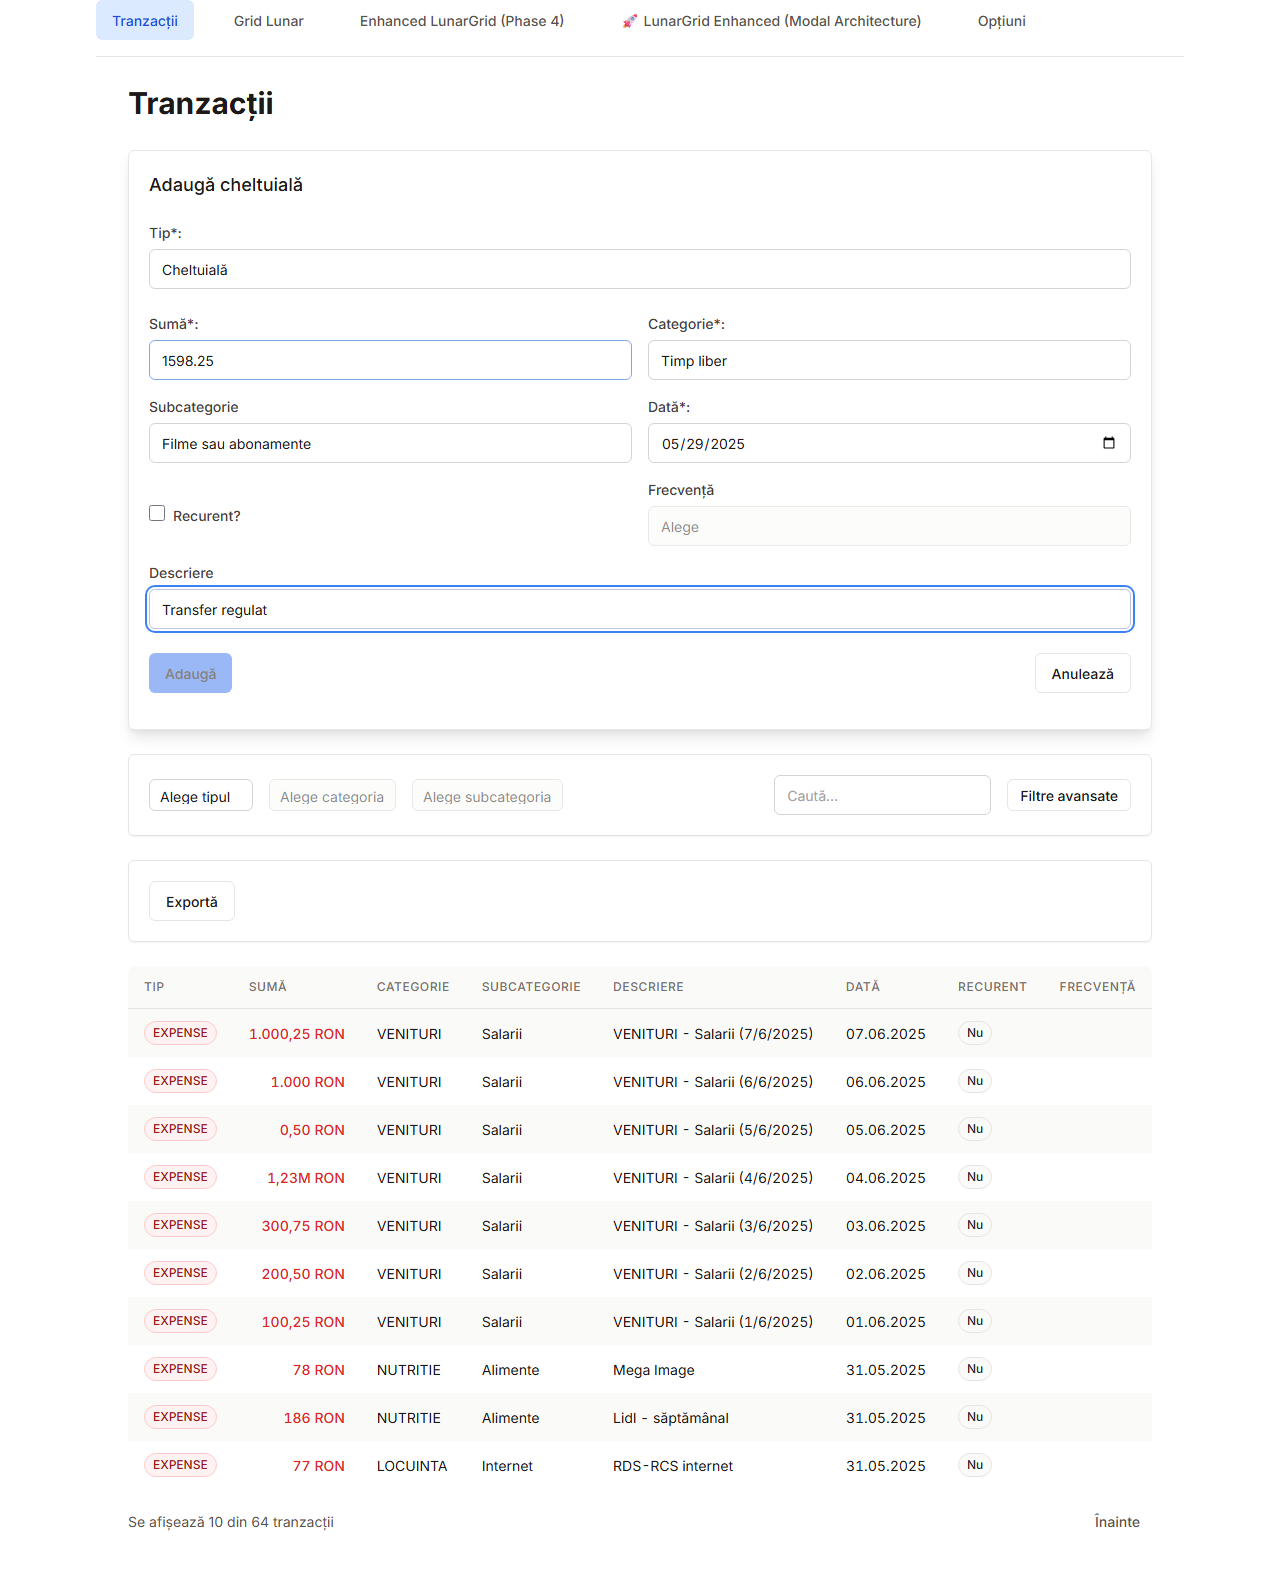 Tranzacții Grid Lunar Enhanced LunarGrid (Phase 4) 🚀 LunarGrid Enhanced (Modal Architecture) Opțiuni
Tranzacții
Adaugă cheltuială
Tip*:
Cheltuială
Sumă*: Categorie*:
1598.25 Timp liber
Subcategorie Dată*:
Filme sau abonamente 05/29/2025
Frecvență
Recurent?
Alege
Descriere
Transfer regulat
Adaugă Anulează
Alege tipul Alege categoria Alege subcategoria Caută... Filtre avansate
Exportă
TIP SUMĂ CATEGORIE SUBCATEGORIE DESCRIERE DATĂ RECURENT FRECVENȚĂ
EXPENSE 1.000,25 RON VENITURI Salarii VENITURI - Salarii (7/6/2025) 07.06.2025 Nu
EXPENSE 1.000 RON VENITURI Salarii VENITURI - Salarii (6/6/2025) 06.06.2025 Nu
EXPENSE 0,50 RON VENITURI Salarii VENITURI - Salarii (5/6/2025) 05.06.2025 Nu
EXPENSE 1,23M RON VENITURI Salarii VENITURI - Salarii (4/6/2025) 04.06.2025 Nu
EXPENSE 300,75 RON VENITURI Salarii VENITURI - Salarii (3/6/2025) 03.06.2025 Nu
EXPENSE 200,50 RON VENITURI Salarii VENITURI - Salarii (2/6/2025) 02.06.2025 Nu
EXPENSE 100,25 RON VENITURI Salarii VENITURI - Salarii (1/6/2025) 01.06.2025 Nu
EXPENSE 78 RON NUTRITIE Alimente Mega Image 31.05.2025 Nu
EXPENSE 186 RON NUTRITIE Alimente Lidl - săptămânal 31.05.2025 Nu
EXPENSE 77 RON LOCUINTA Internet RDS-RCS internet 31.05.2025 Nu
Se afișează 10 din 64 tranzacții Înainte